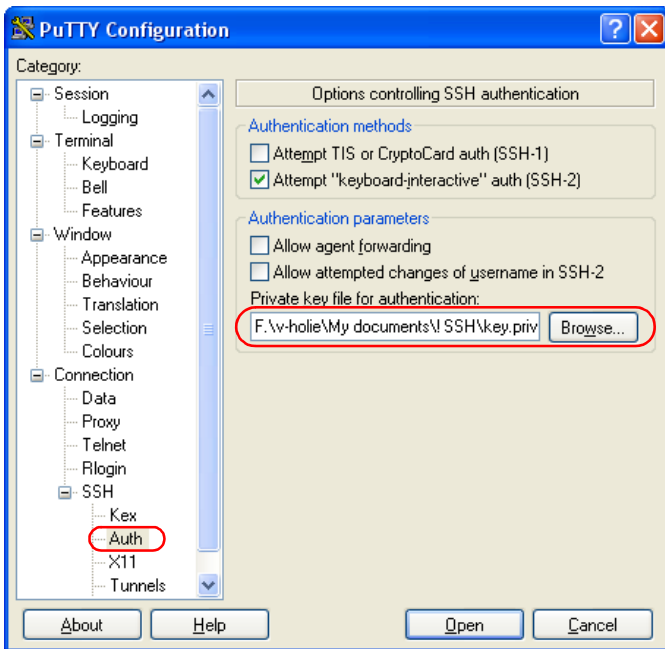 PuTTY Configuration
Category:
Session
Logging
Terminal
Keyboard
Bell
Features
Window
Appearance
Behaviour
Translation
Selection
Colours
Connection
Data
Proxy
Telnet
Rlogin
SSH
Kex
Auth
X11
Tunnels
Options controlling SSH authentication
Authentication methods
Attempt TIS or CryptoCard auth (SSH-1)
Attempt "keyboard-interactive" auth (SSH-2)
Authentication parameters
Allow agent forwarding
Allow attempted changes of username in SSH-2
Private key file for authentication:
F.\v-holie\My documents\! SSH\key.priv
Browse...
About
Help
Open
Cancel